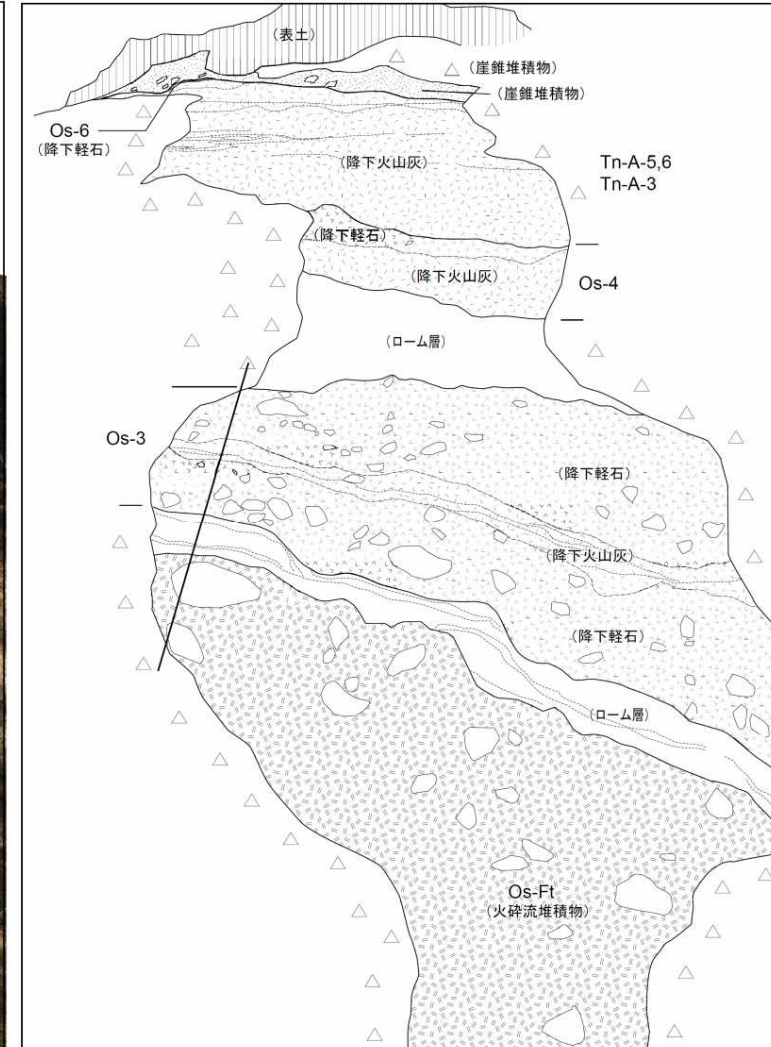 (表土)
(崖錐堆積物)
(崖錐堆積物)
Os-6
(降下軽石)
(降下火山灰)
Tn-A-5,6
Tn-A-3
(降下軽石)
(降下火山灰)
Os-4
(ローム層)
Os-3
(降下軽石)
(降下火山灰)
(降下軽石)
(ローム層)
Os-Ft
(火砕流堆積物)